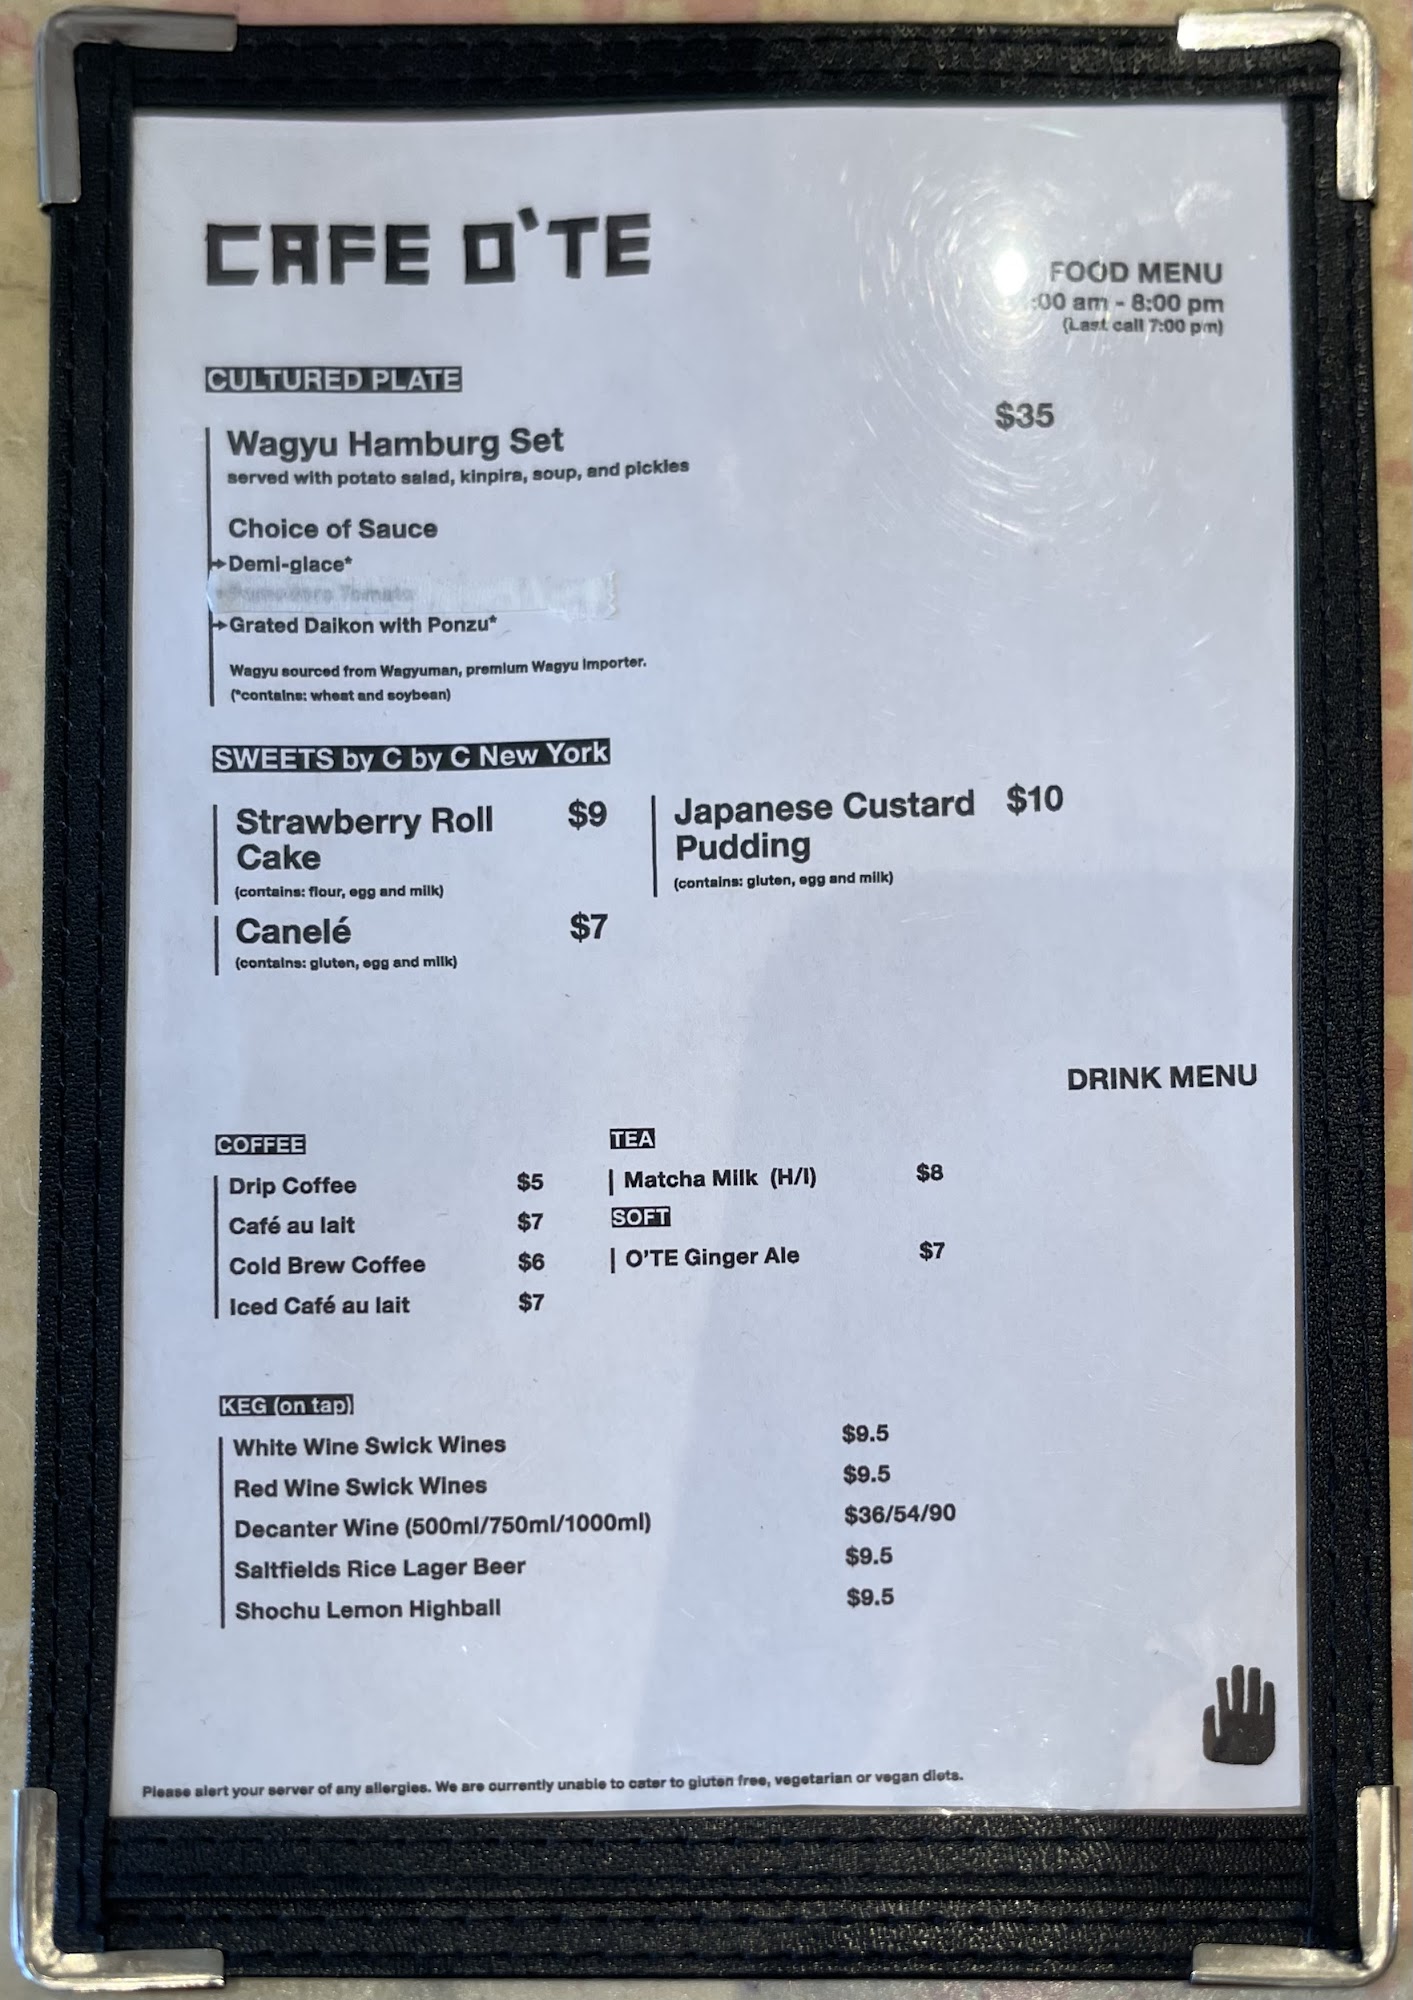 CAFE O'TE
FOOD MENU
:00 am - 8:00 pm
(Last call 7:00 pm)
CULTURED PLATE
Wagyu Hamburg Set $35
served with potato salad, kinpira, soup, and pickles
Choice of Sauce
Demi-glace*
Tomato
Grated Daikon with Ponzu*
Wagyu sourced from Wagyuman, premium Wagyu importer.
(*contains: wheat and soybean)
SWEETS by C by C New York
Strawberry Roll $9
Cake
(contains: flour, egg and milk)
Canelé $7
(contains: gluten, egg and milk)
Japanese Custard $10
Pudding
(contains: gluten, egg and milk)
DRINK MENU
COFFEE
Drip Coffee $5
Café au lait $7
Cold Brew Coffee $6
Iced Café au lait $7
TEA
Matcha Milk (H/I) $8
SOFT
O'TE Ginger Ale $7
KEG (on tap)
White Wine Swick Wines $9.5
Red Wine Swick Wines $9.5
Decanter Wine (500ml/750ml/1000ml) $36/54/90
Saltfields Rice Lager Beer $9.5
Shochu Lemon Highball $9.5
Please alert your server of any allergies. We are currently unable to cater to gluten free, vegetarian or vegan diets.